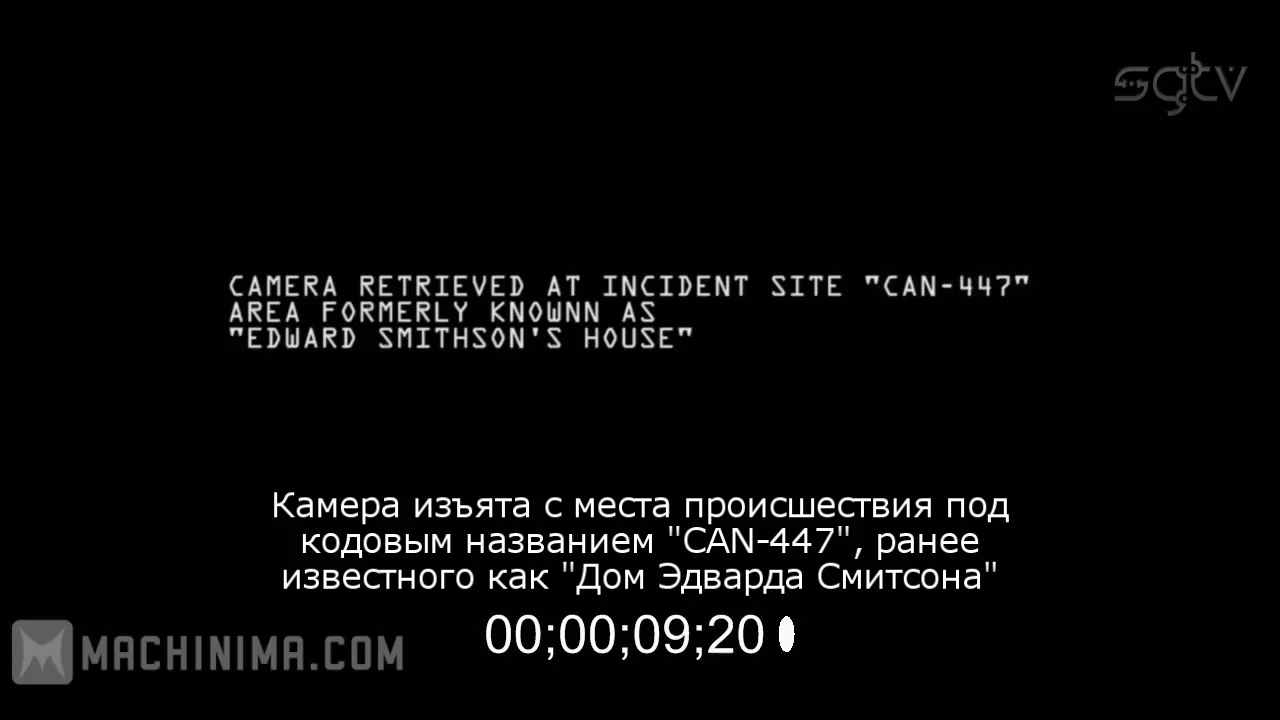 sgtv
CAMERA RETRIEVED AT INCIDENT SITE "CAN-447"
AREA FORMERLY KNOWNN AS
"EDWARD SMITHSON'S HOUSE"
Камера изъята с места происшествия под
кодовым названием "CAN-447", ранее
известного как "Дом Эдварда Смитсона"
00;00;09;20
MACHINIMA.COM